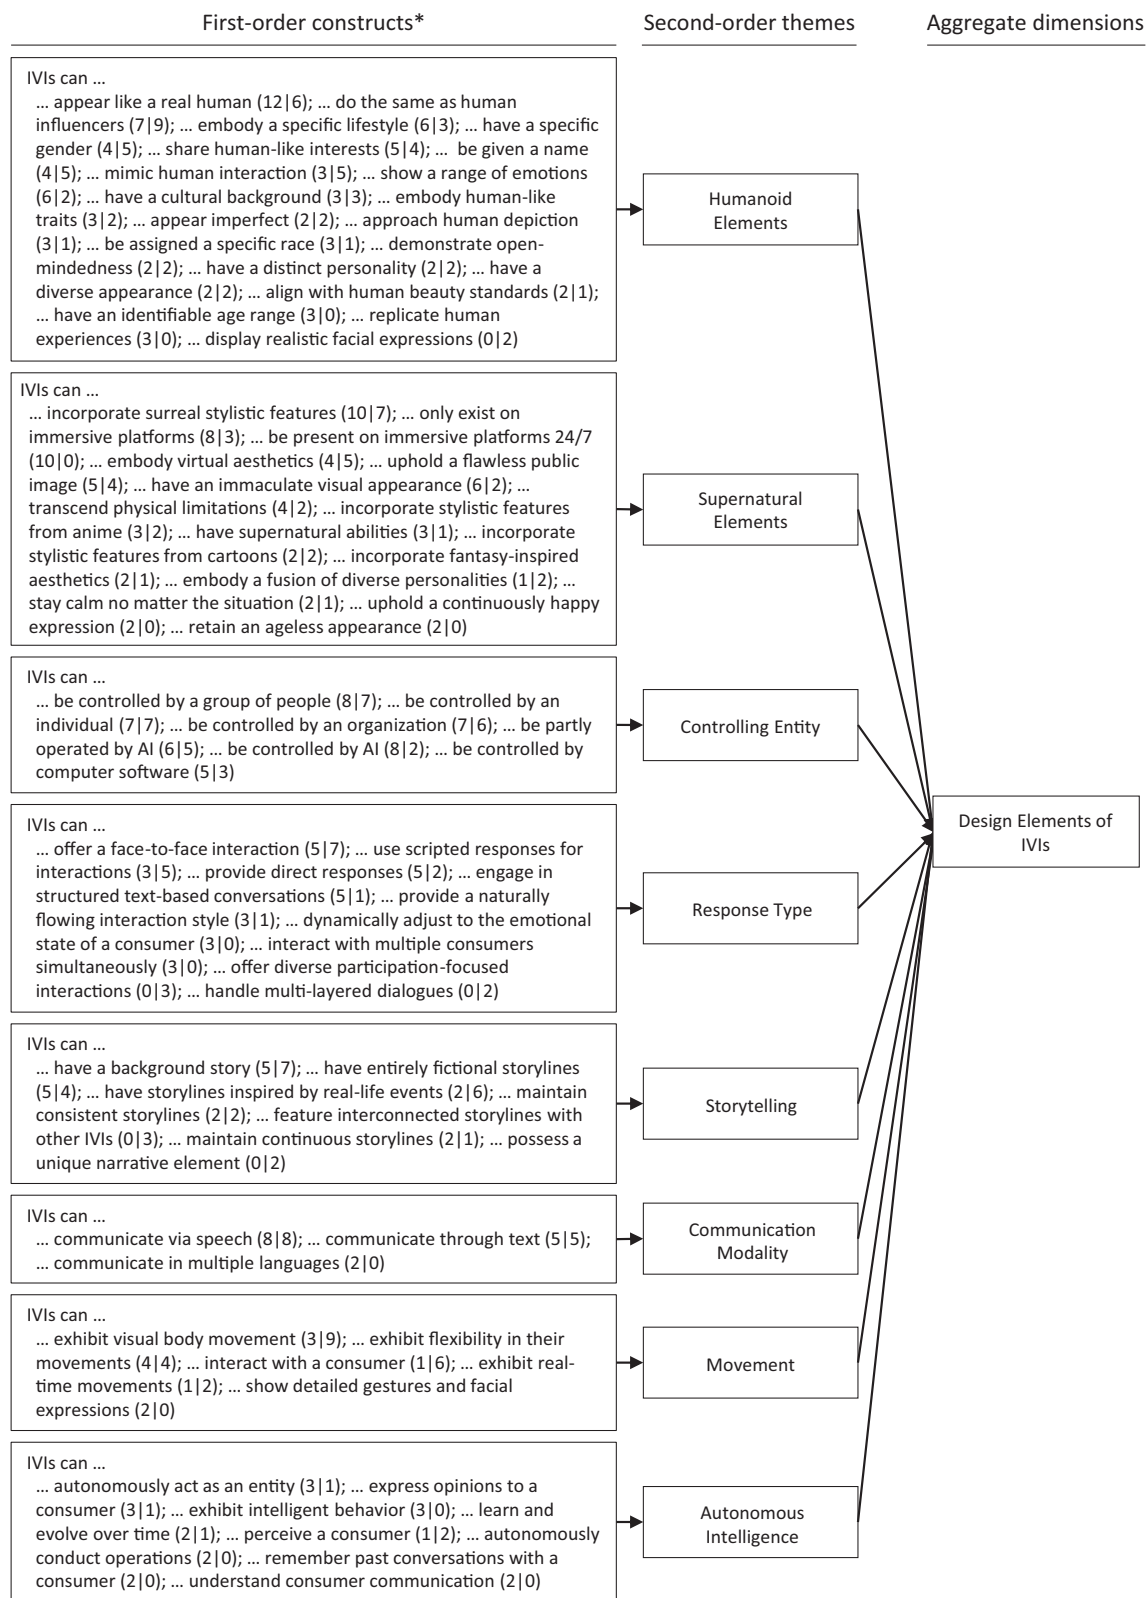 First-order constructs*
Second-order themes
Aggregate dimensions
IVIs can ...
... appear like a real human (12|6); ... do the same as human
influencers (7|9); ... embody a specific lifestyle (6|3); ... have a specific
gender (4|5); ... share human-like interests (5|4); ... be given a name
(4|5); ... mimic human interaction (3|5); ... show a range of emotions
(6|2); ... have a cultural background (3|3); ... embody human-like
traits (3|2); ... appear imperfect (2|2); ... approach human depiction
(3|1); ... be assigned a specific race (3|1); ... demonstrate open-
mindedness (2|2); ... have a distinct personality (2|2); ... have a
diverse appearance (2|2); ... align with human beauty standards (2|1);
... have an identifiable age range (3|0); ... replicate human
experiences (3|0); ... display realistic facial expressions (0|2)
Humanoid
Elements
IVIs can ...
... incorporate surreal stylistic features (10|7); ... only exist on
immersive platforms (8|3); ... be present on immersive platforms 24/7
(10|0); ... embody virtual aesthetics (4|5); ... uphold a flawless public
image (5|4); ... have an immaculate visual appearance (6|2); ...
transcend physical limitations (4|2); ... incorporate stylistic features
from anime (3|2); ... have supernatural abilities (3|1); ... incorporate
stylistic features from cartoons (2|2); ... incorporate fantasy-inspired
aesthetics (2|1); ... embody a fusion of diverse personalities (1|2); ...
stay calm no matter the situation (2|1); ... uphold a continuously happy
expression (2|0); ... retain an ageless appearance (2|0)
Supernatural
Elements
IVIs can ...
... be controlled by a group of people (8|7); ... be controlled by an
individual (7|7); ... be controlled by an organization (7|6); ... be partly
operated by AI (6|5); ... be controlled by AI (8|2); ... be controlled by
computer software (5|3)
Controlling Entity
IVIs can ...
... offer a face-to-face interaction (5|7); ... use scripted responses for
interactions (3|5); ... provide direct responses (5|2); ... engage in
structured text-based conversations (5|1); ... provide a naturally
flowing interaction style (3|1); ... dynamically adjust to the emotional
state of a consumer (3|0); ... interact with multiple consumers
simultaneously (3|0); ... offer diverse participation-focused
interactions (0|3); ... handle multi-layered dialogues (0|2)
Response Type
Design Elements of
IVIs
IVIs can ...
... have a background story (5|7); ... have entirely fictional storylines
(5|4); ... have storylines inspired by real-life events (2|6); ... maintain
consistent storylines (2|2); ... feature interconnected storylines with
other IVIs (0|3); ... maintain continuous storylines (2|1); ... possess a
unique narrative element (0|2)
Storytelling
IVIs can ...
... communicate via speech (8|8); ... communicate through text (5|5);
... communicate in multiple languages (2|0)
Communication
Modality
IVIs can ...
... exhibit visual body movement (3|9); ... exhibit flexibility in their
movements (4|4); ... interact with a consumer (1|6); ... exhibit real-
time movements (1|2); ... show detailed gestures and facial
expressions (2|0)
Movement
IVIs can ...
... autonomously act as an entity (3|1); ... express opinions to a
consumer (3|1); ... exhibit intelligent behavior (3|0); ... learn and
evolve over time (2|1); ... perceive a consumer (1|2); ... autonomously
conduct operations (2|0); ... remember past conversations with a
consumer (2|0); ... understand consumer communication (2|0)
Autonomous
Intelligence